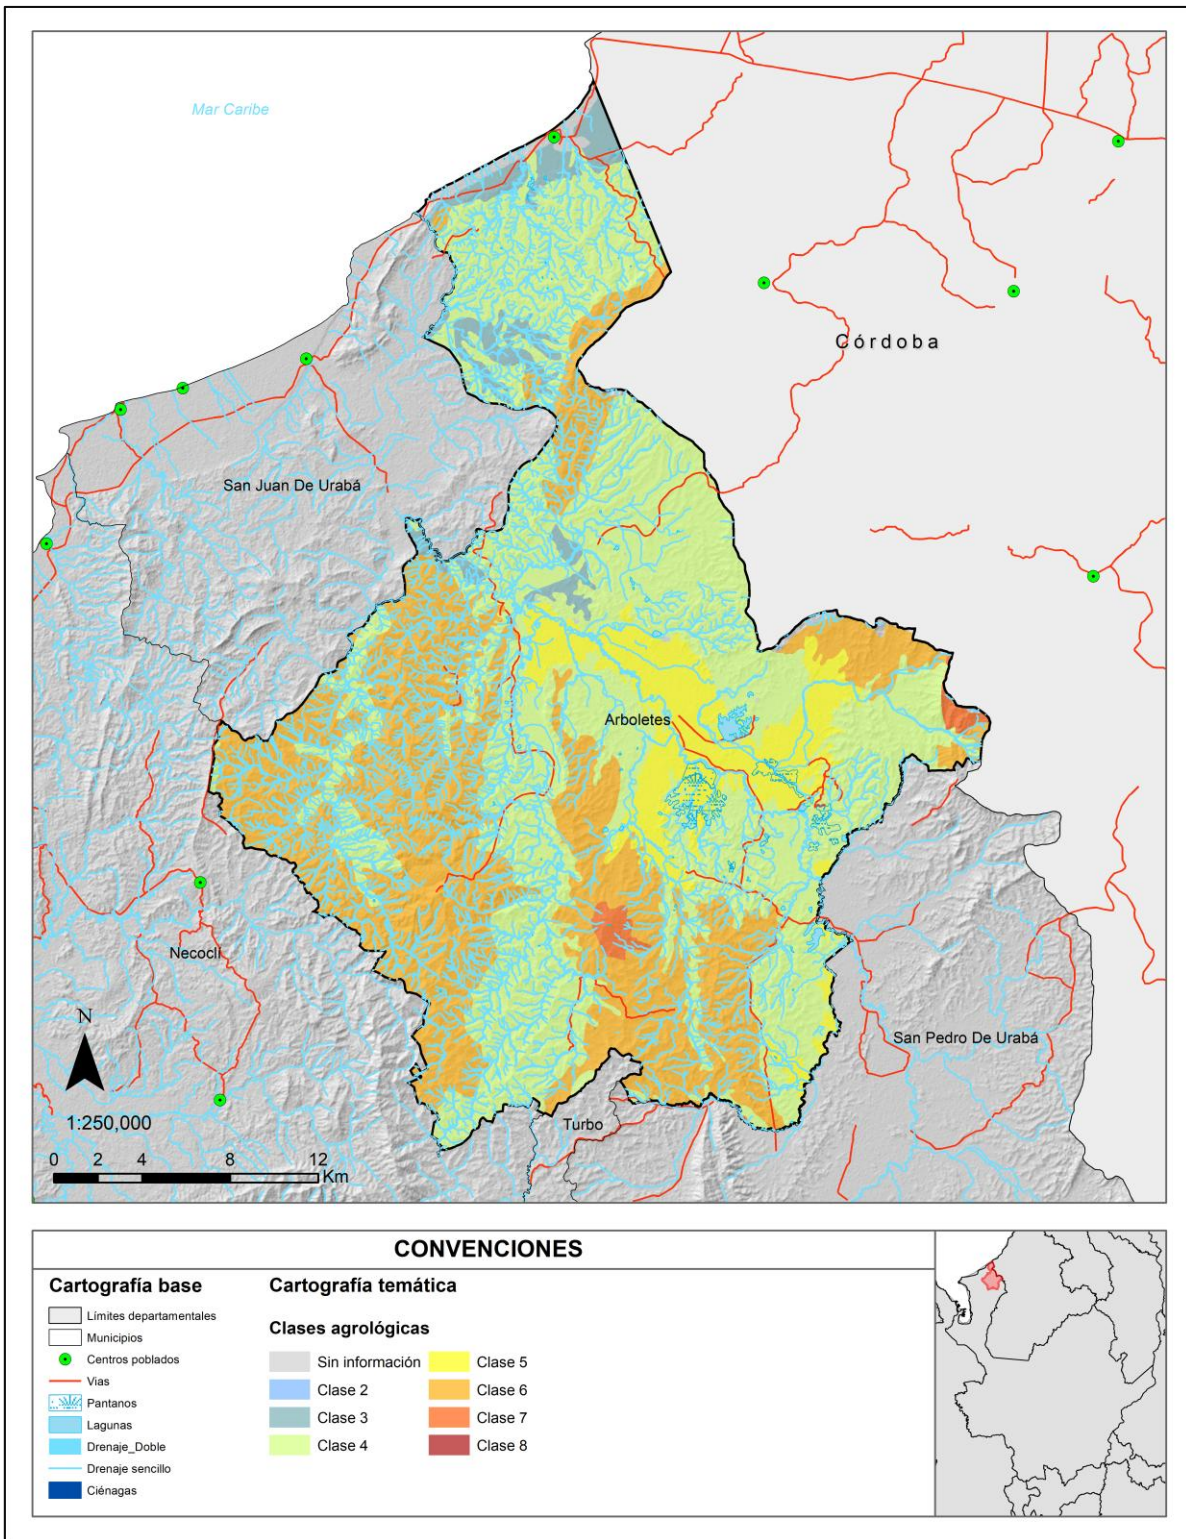 Mar Caribe
Córdoba
San Juan De Urabá
Arboletes
Necoclí
San Pedro De Urabá
Turbo
N
1:250,000
0 2 4 8 12
Km
CONVENCIONES
Cartografía base
Límites departamentales
Municipios
Centros poblados
Vias
Pantanos
Lagunas
Drenaje_Doble
Drenaje sencillo
Ciénagas
Cartografía temática
Clases agrológicas
Sin información
Clase 2
Clase 3
Clase 4
Clase 5
Clase 6
Clase 7
Clase 8